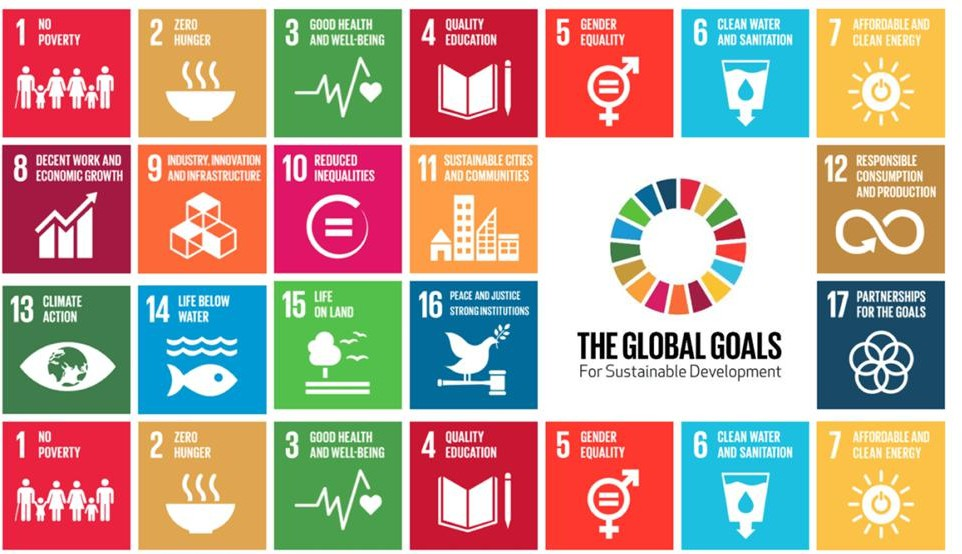 1 NO
POVERTY
2 ZERO
HUNGER
3 GOOD HEALTH
AND WELL-BEING
4 QUALITY
EDUCATION
5 GENDER
EQUALITY
6 CLEAN WATER
AND SANITATION
7 AFFORDABLE AND
CLEAN ENERGY
8 DECENT WORK AND
ECONOMIC GROWTH
9 INDUSTRY, INNOVATION
AND INFRASTRUCTURE
10 REDUCED
INEQUALITIES
11 SUSTAINABLE CITIES
AND COMMUNITIES
12 RESPONSIBLE
CONSUMPTION
AND PRODUCTION
13 CLIMATE
ACTION
14 LIFE BELOW
WATER
15 LIFE
ON LAND
16 PEACE AND JUSTICE
STRONG INSTITUTIONS
THE GLOBAL GOALS
For Sustainable Development
17 PARTNERSHIPS
FOR THE GOALS
1 NO
POVERTY
2 ZERO
HUNGER
3 GOOD HEALTH
AND WELL-BEING
4 QUALITY
EDUCATION
5 GENDER
EQUALITY
6 CLEAN WATER
AND SANITATION
7 AFFORDABLE AND
CLEAN ENERGY